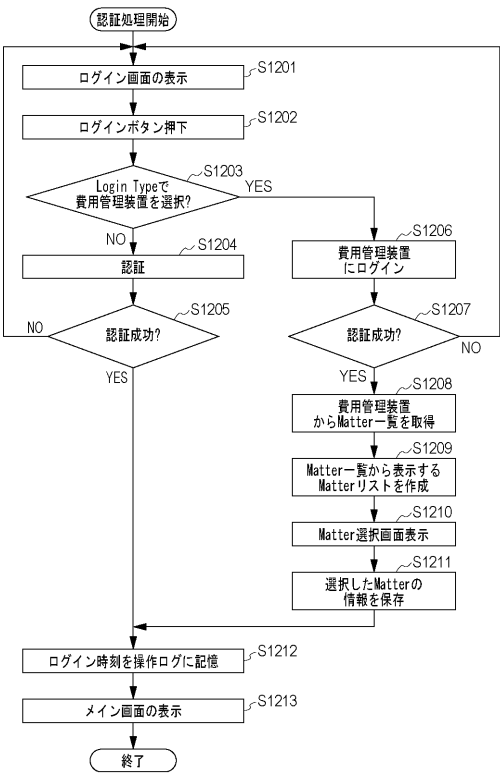 認証処理開始
S1201
ログイン画面の表示
S1202
ログインボタン押下
S1203
Login Typeで
費用管理装置を選択?
YES
NO
S1204
認証
S1205
認証成功?
NO
YES
S1206
費用管理装置
にログイン
S1207
認証成功?
NO
YES
S1208
費用管理装置
からMatter一覧を取得
S1209
Matter一覧から表示する
Matterリストを作成
S1210
Matter選択画面表示
S1211
選択したMatterの
情報を保存
S1212
ログイン時刻を操作ログに記憶
S1213
メイン画面の表示
終了